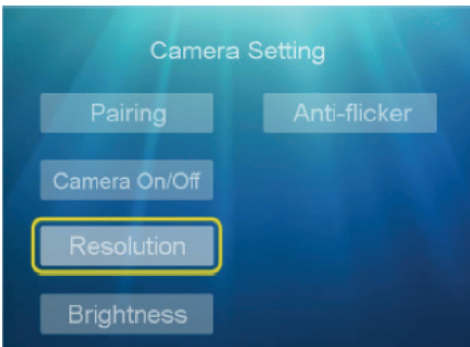 Camera Setting
Pairing
Anti-flicker
Camera On/Off
Resolution
Brightness